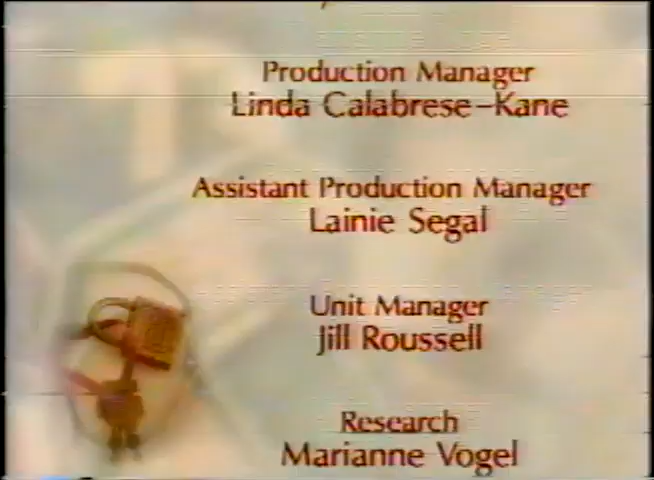 Production Manager
Linda Calabrese-Kane
Assistant Production Manager
Lainie Segal
Unit Manager
Jill Roussell
Research
Marianne Vogel